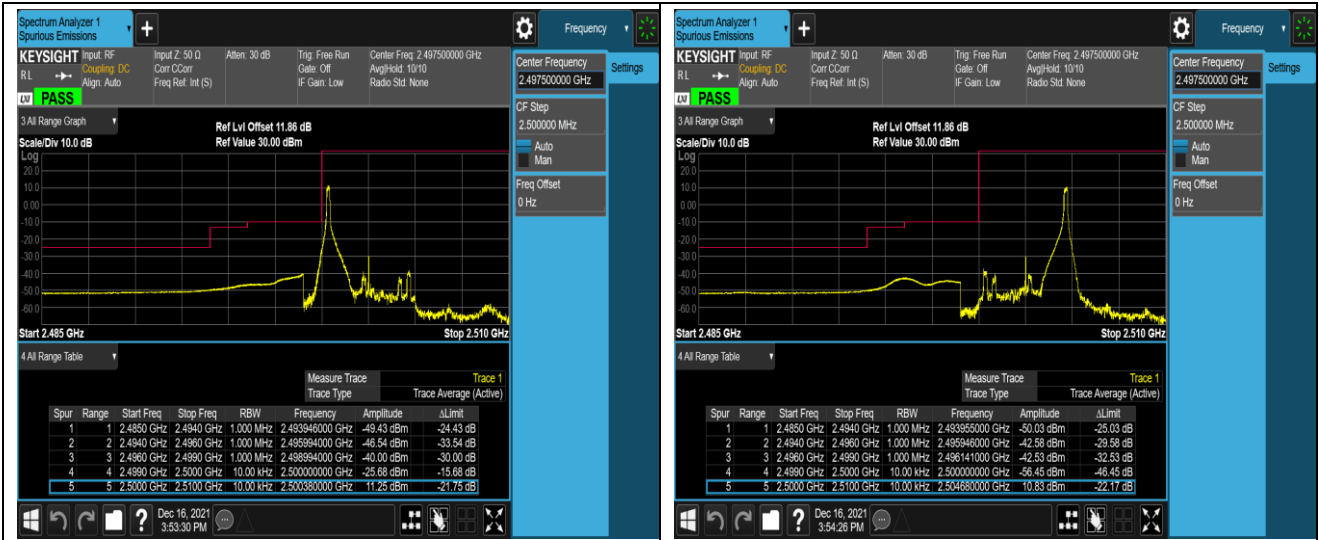 Spectrum Analyzer 1
Spurious Emissions
+
Frequency
KEYSIGHT
RL
Input: RF
Coupling: DC
Align: Auto
Input Z: 50 Ω
Corr CCorr
Freq Ref: Int (S)
Atten: 30 dB
Trig: Free Run
Gate: Off
IF Gain: Low
Center Freq: 2.497500000 GHz
Avg|Hold: 10/10
Radio Std: None
LXI PASS
Center Frequency
2.497500000 GHz
Settings
CF Step
2.500000 MHz
Auto
Man
Freq Offset
0 Hz
3 All Range Graph
Scale/Div 10.0 dB
Ref Lvl Offset 11.86 dB
Ref Value 30.00 dBm
Log
20.0
10.0
0.00
-10.0
-20.0
-30.0
-40.0
-50.0
-60.0
Start 2.485 GHz
Stop 2.510 GHz
4 All Range Table
Measure Trace Trace 1
Trace Type Trace Average (Active)
Spur Range Start Freq Stop Freq RBW Frequency Amplitude ΔLimit
1 1 2.4850 GHz 2.4940 GHz 1.000 MHz 2.493946000 GHz -49.43 dBm -24.43 dB
2 2 2.4940 GHz 2.4960 GHz 1.000 MHz 2.495994000 GHz -46.54 dBm -33.54 dB
3 3 2.4960 GHz 2.4990 GHz 1.000 MHz 2.498994000 GHz -40.00 dBm -30.00 dB
4 4 2.4990 GHz 2.5000 GHz 10.00 kHz 2.500000000 GHz -25.68 dBm -15.68 dB
5 5 2.5000 GHz 2.5100 GHz 10.00 kHz 2.500380000 GHz 11.25 dBm -21.75 dB
?
Dec 16, 2021
3:53:30 PM
Spectrum Analyzer 1
Spurious Emissions
+
Frequency
KEYSIGHT
RL
Input: RF
Coupling: DC
Align: Auto
Input Z: 50 Ω
Corr CCorr
Freq Ref: Int (S)
Atten: 30 dB
Trig: Free Run
Gate: Off
IF Gain: Low
Center Freq: 2.497500000 GHz
Avg|Hold: 10/10
Radio Std: None
LXI PASS
Center Frequency
2.497500000 GHz
Settings
CF Step
2.500000 MHz
Auto
Man
Freq Offset
0 Hz
3 All Range Graph
Scale/Div 10.0 dB
Ref Lvl Offset 11.86 dB
Ref Value 30.00 dBm
Log
20.0
10.0
0.00
-10.0
-20.0
-30.0
-40.0
-50.0
-60.0
Start 2.485 GHz
Stop 2.510 GHz
4 All Range Table
Measure Trace Trace 1
Trace Type Trace Average (Active)
Spur Range Start Freq Stop Freq RBW Frequency Amplitude ΔLimit
1 1 2.4850 GHz 2.4940 GHz 1.000 MHz 2.493955000 GHz -50.03 dBm -25.03 dB
2 2 2.4940 GHz 2.4960 GHz 1.000 MHz 2.495946000 GHz -42.58 dBm -29.58 dB
3 3 2.4960 GHz 2.4990 GHz 1.000 MHz 2.496141000 GHz -42.53 dBm -32.53 dB
4 4 2.4990 GHz 2.5000 GHz 10.00 kHz 2.500000000 GHz -56.45 dBm -46.45 dB
5 5 2.5000 GHz 2.5100 GHz 10.00 kHz 2.504680000 GHz 10.83 dBm -22.17 dB
?
Dec 16, 2021
3:54:26 PM